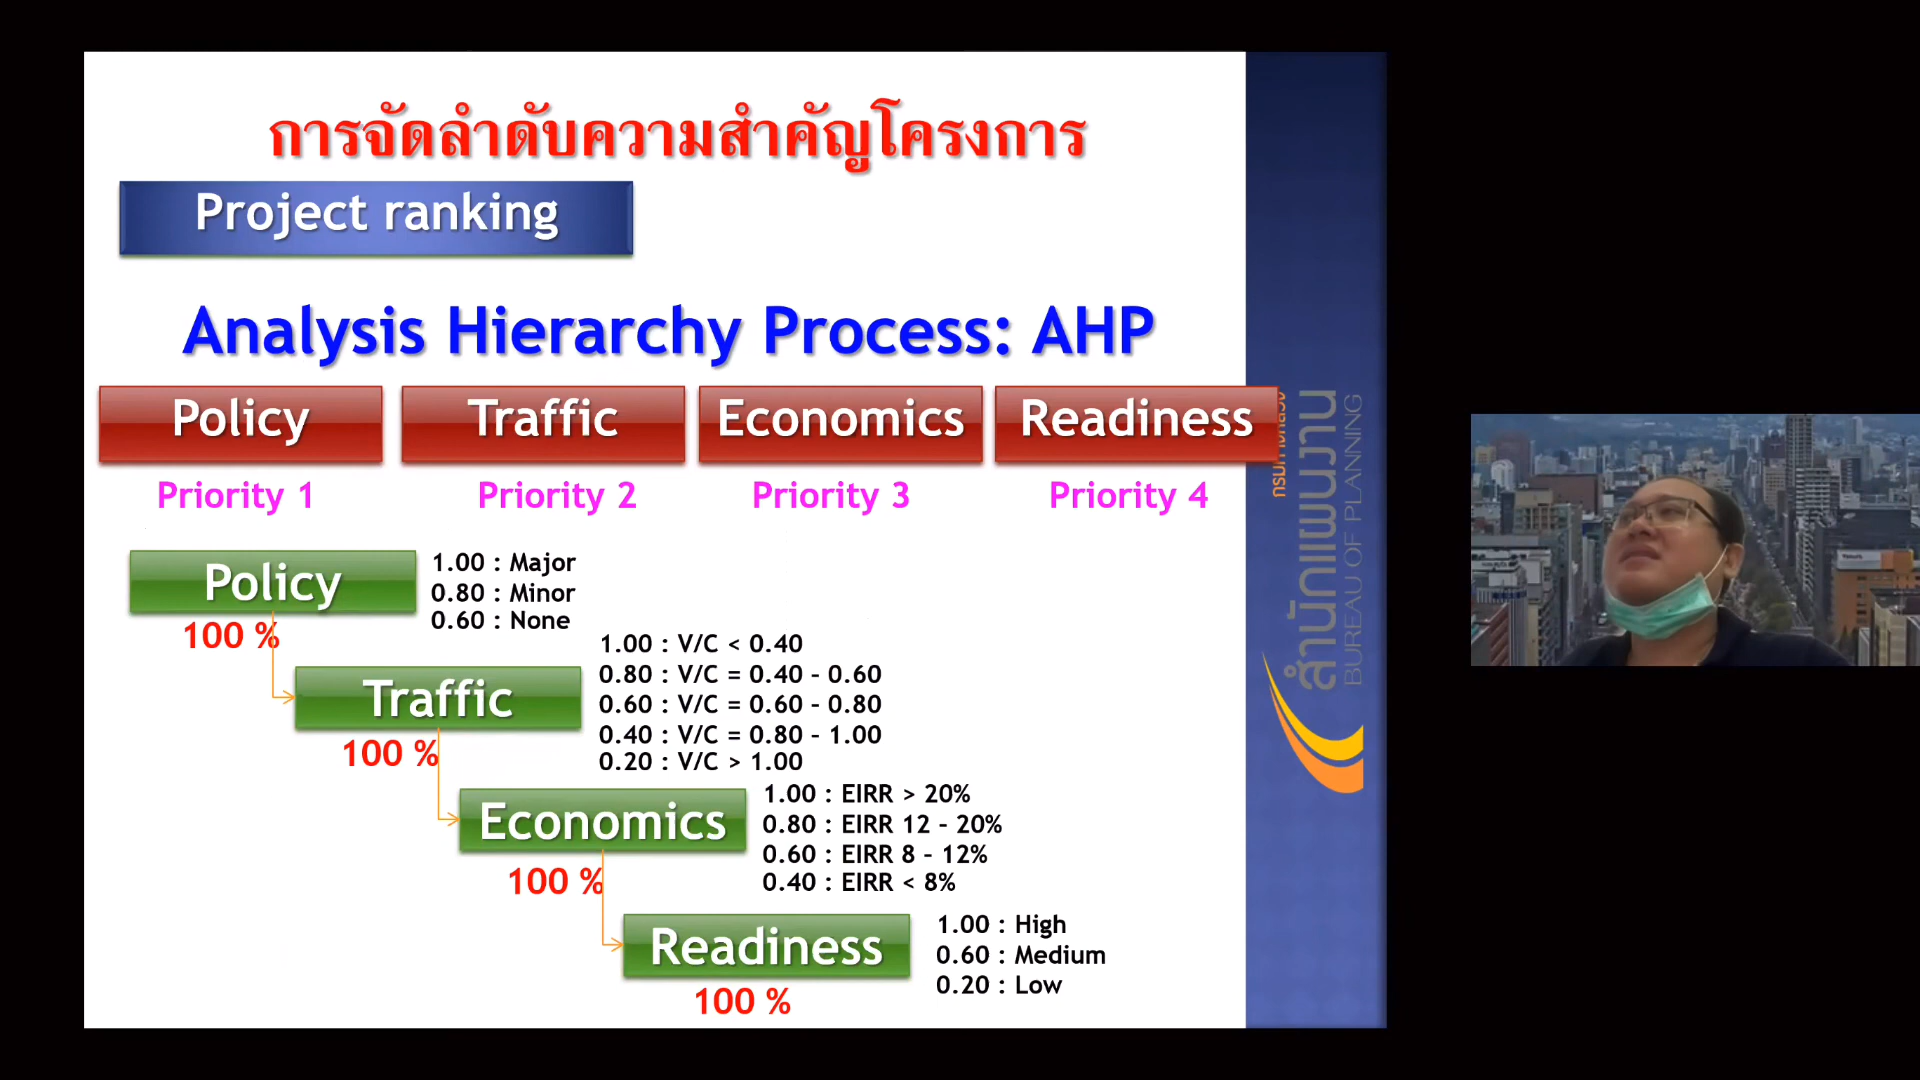 การจัดลำดับความสำคัญโครงการ
Project ranking
Analysis Hierarchy Process: AHP
Policy
Traffic
Economics
Readiness
Priority 1
Priority 2
Priority 3
Priority 4
Policy
100 %
1.00 : Major
0.80 : Minor
0.60 : None
Traffic
100 %
1.00 : V/C < 0.40
0.80 : V/C = 0.40 – 0.60
0.60 : V/C = 0.60 – 0.80
0.40 : V/C = 0.80 – 1.00
0.20 : V/C > 1.00
Economics
100 %
1.00 : EIRR > 20%
0.80 : EIRR 12 – 20%
0.60 : EIRR 8 – 12%
0.40 : EIRR < 8%
Readiness
100 %
1.00 : High
0.60 : Medium
0.20 : Low
สำนักแผนงาน
BUREAU OF PLANNING